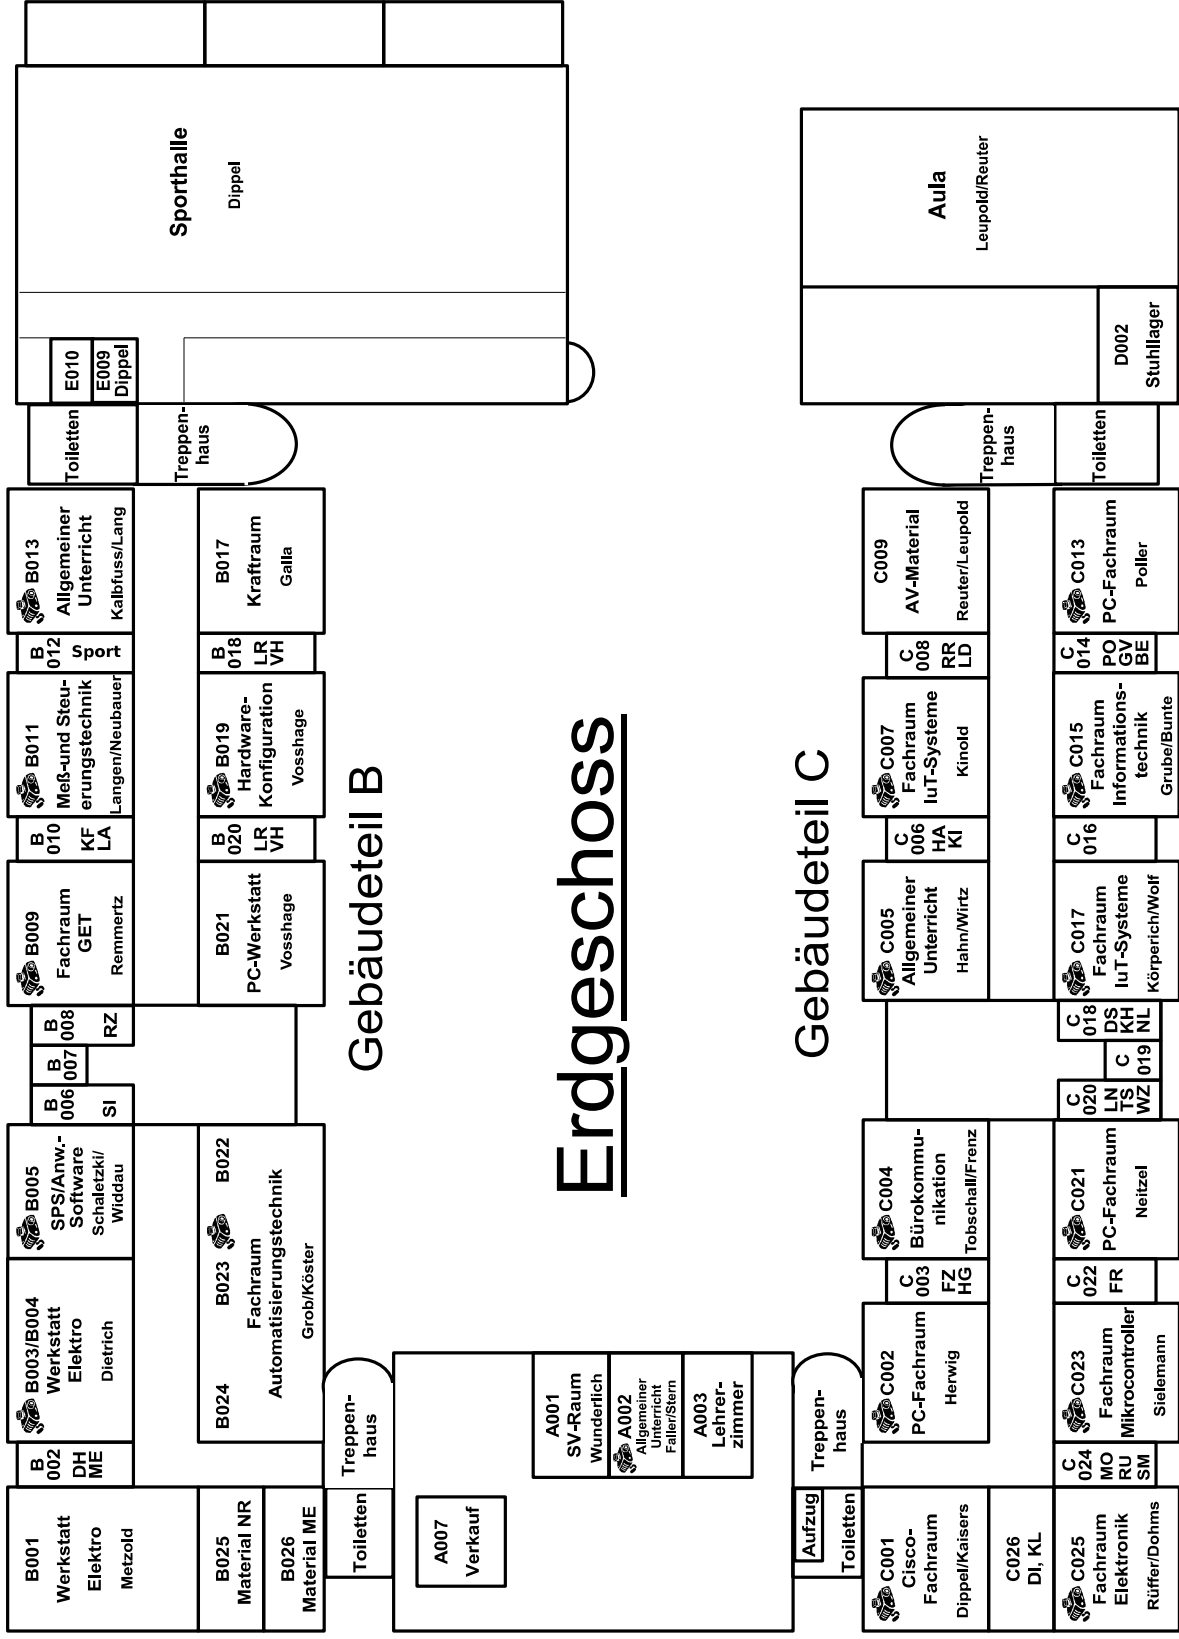 Sporthalle
Dippel
E010
E009
Dippel
Toiletten
Treppen-
haus
B013
Allgemeiner
Unterricht
Kalbfuss/Lang
B
012
Sport
B011
Meß-und Steu-
erungstechnik
Langen/Neubauer
B
010
KF
LA
B009
Fachraum
GET
Remmertz
B
008
RZ
B
007
B
006
SI
B005
SPS/Anw.-
Software
Schaletzki/
Widdau
B003/B004
Werkstatt
Elektro
Dietrich
B
002
DH
ME
B001
Werkstatt
Elektro
Metzold
B017
Kraftraum
Galla
B
018
LR
VH
B019
Hardware-
Konfiguration
Vosshage
B
020
LR
VH
B021
PC-Werkstatt
Vosshage
B024
B023
B022
Fachraum
Automatisierungstechnik
Grob/Köster
B025
Material NR
B026
Material ME
Gebäudeteil B
Treppen-
haus
Toiletten
Erdgeschoss
A001
SV-Raum
Wunderlich
A002
Allgemeiner
Unterricht
Faller/Stern
A003
Lehrer-
zimmer
A007
Verkauf
Gebäudeteil C
Treppen-
haus
Aufzug
Toiletten
Aula
Leupold/Reuter
D002
Stuhllager
Treppen-
haus
Toiletten
C009
AV-Material
Reuter/Leupold
C
008
RR
LD
C007
Fachraum
IuT-Systeme
Kinold
C
006
HA
KI
C005
Allgemeiner
Unterricht
Hahn/Wirtz
C004
Bürokommu-
nikation
Tobschall/Frenz
C
003
FZ
HG
C002
PC-Fachraum
Herwig
C001
Cisco-
Fachraum
Dippel/Kaisers
C026
DI, KL
C013
PC-Fachraum
Poller
C
014
PO
GV
BE
C015
Fachraum
Informations-
technik
Grube/Bunte
C
016
C017
Fachraum
IuT-Systeme
Körperich/Wolf
C
018
DS
KH
NL
C
019
C
020
LN
TS
WZ
C021
PC-Fachraum
Neitzel
C
022
FR
C023
Fachraum
Mikrocontroller
Sielemann
C
024
MO
RU
SM
C025
Fachraum
Elektronik
Rüffer/Dohms